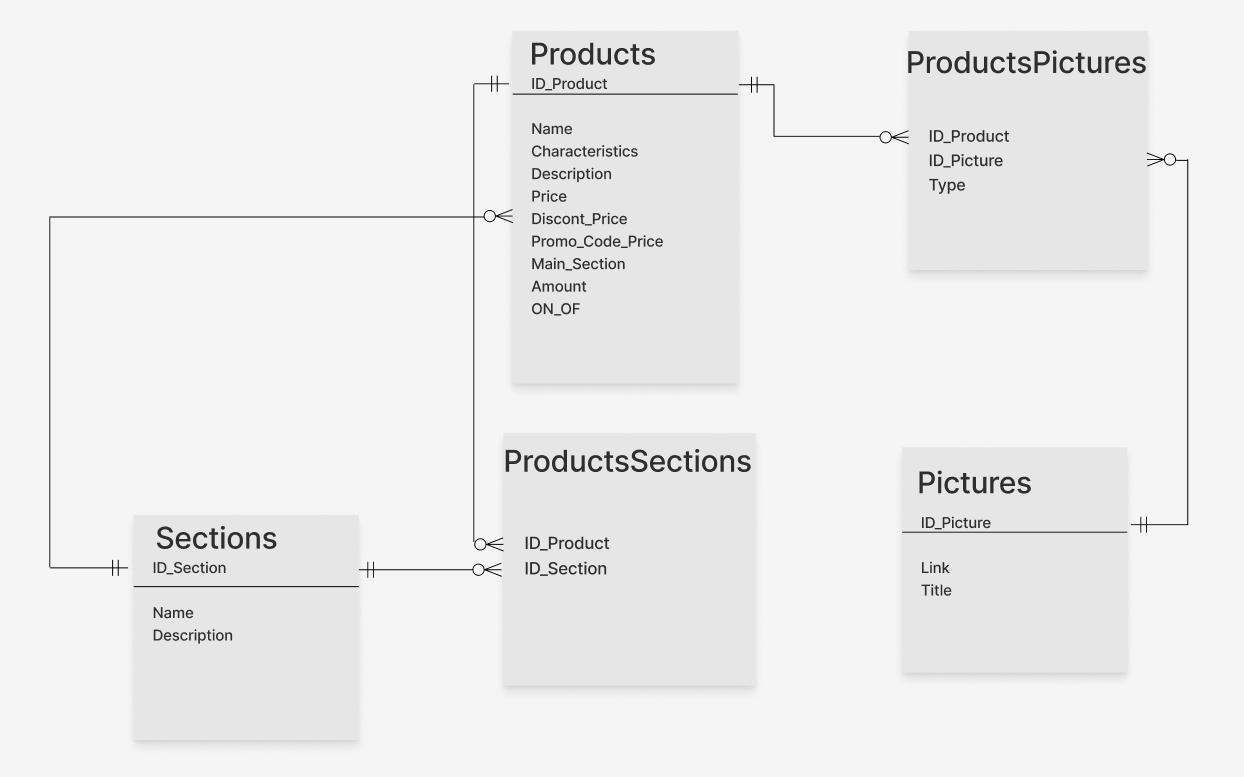 Products
ID_Product
Name
Characteristics
Description
Price
Discont_Price
Promo_Code_Price
Main_Section
Amount
ON_OF
ProductsPictures
ID_Product
ID_Picture
Type
Sections
ID_Section
Name
Description
ProductsSections
ID_Product
ID_Section
Pictures
ID_Picture
Link
Title